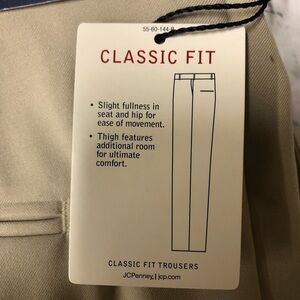 55-60-144-B
CLASSIC FIT
• Slight fullness in
seat and hip for
ease of movement.
• Thigh features
additional room
for ultimate
comfort.
CLASSIC FIT TROUSERS
JCPenney | jcp.com